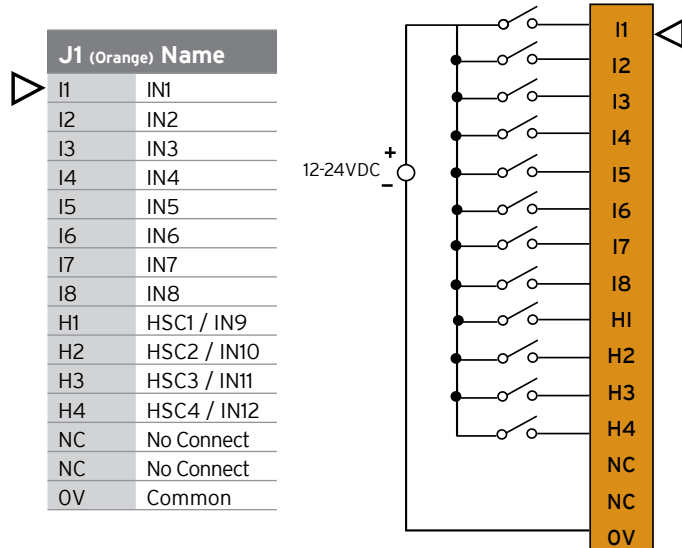 J1 (Orange) Name
I1 IN1
I2 IN2
I3 IN3
I4 IN4
I5 IN5
I6 IN6
I7 IN7
I8 IN8
H1 HSC1 / IN9
H2 HSC2 / IN10
H3 HSC3 / IN11
H4 HSC4 / IN12
NC No Connect
NC No Connect
0V Common
12-24VDC
+
−
I1
I2
I3
I4
I5
I6
I7
I8
HI
H2
H3
H4
NC
NC
0V